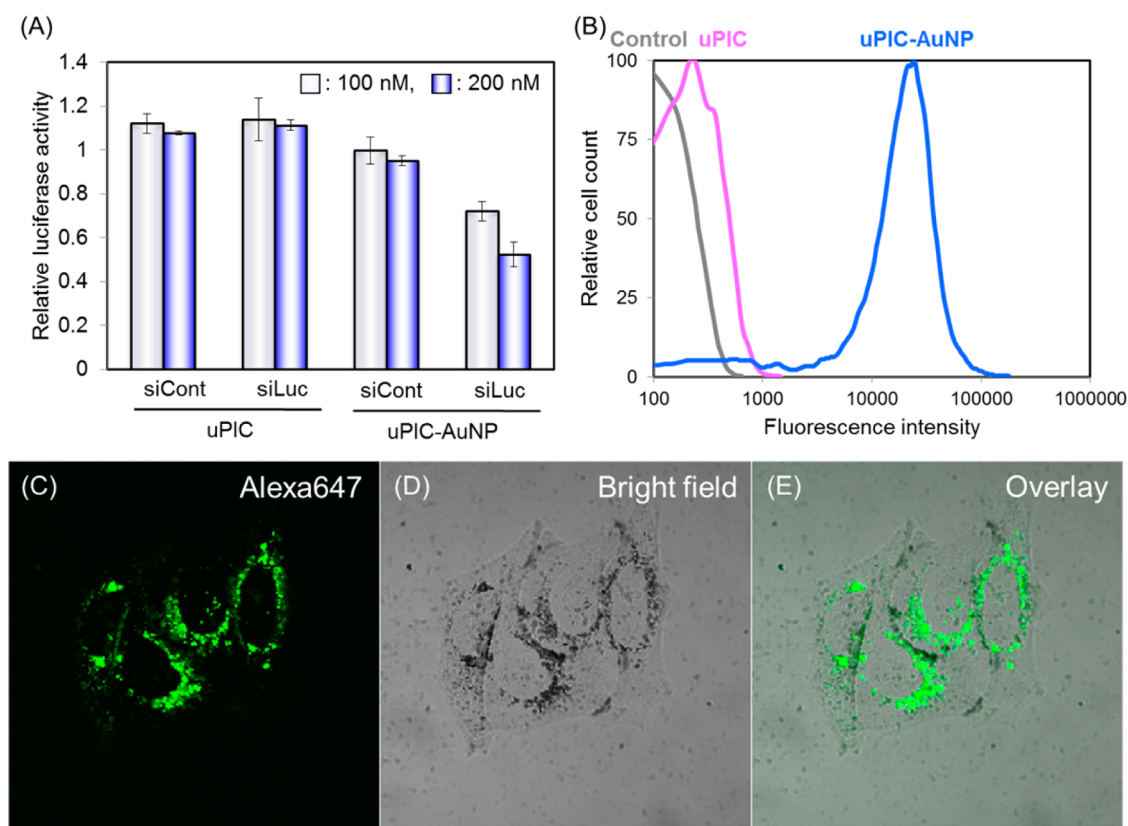 (A)
1.4
1.2
1
0.8
0.6
0.4
0.2
0
Relative luciferase activity
: 100 nM, : 200 nM
siCont siLuc siCont siLuc
uPIC uPIC-AuNP
(B)
Control uPIC uPIC-AuNP
100
75
50
25
0
Relative cell count
100 1000 10000 100000 1000000
Fluorescence intensity
(C) Alexa647
(D) Bright field
(E) Overlay